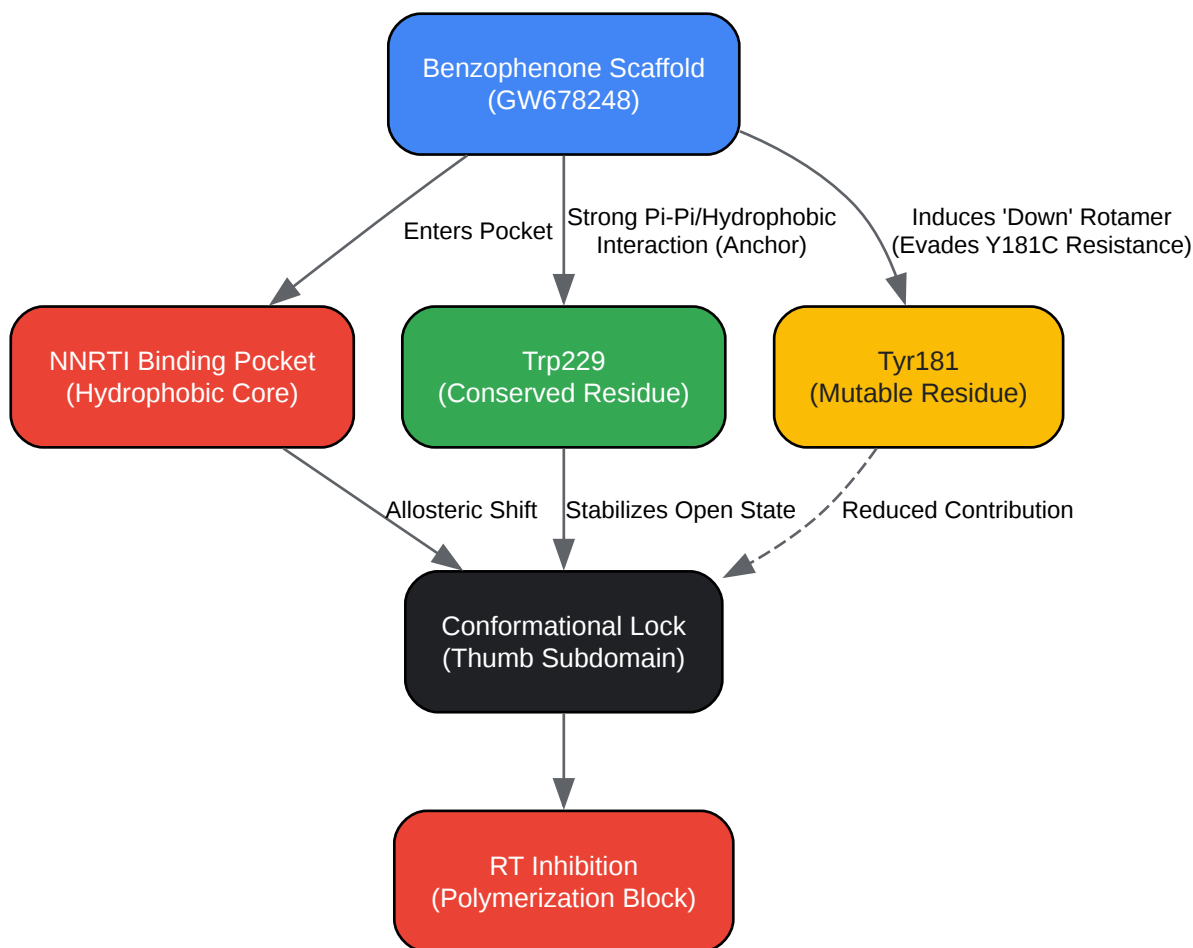 Benzophenone Scaffold
(GW678248)
Enters Pocket
Strong Pi-Pi/Hydrophobic
Interaction (Anchor)
Induces 'Down' Rotamer
(Evades Y181C Resistance)
NNRTI Binding Pocket
(Hydrophobic Core)
Trp229
(Conserved Residue)
Tyr181
(Mutable Residue)
Allosteric Shift
Stabilizes Open State
Reduced Contribution
Conformational Lock
(Thumb Subdomain)
RT Inhibition
(Polymerization Block)